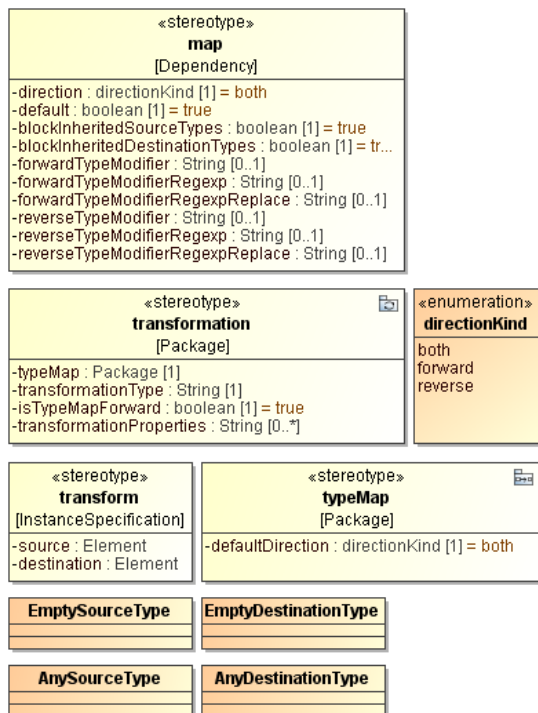 «stereotype»
map
[Dependency]
-direction : directionKind [1] = both
-default : boolean [1] = true
-blockInheritedSourceTypes : boolean [1] = true
-blockInheritedDestinationTypes : boolean [1] = tr...
-forwardTypeModifier : String [0..1]
-forwardTypeModifierRegexp : String [0..1]
-forwardTypeModifierRegexpReplace : String [0..1]
-reverseTypeModifier : String [0..1]
-reverseTypeModifierRegexp : String [0..1]
-reverseTypeModifierRegexpReplace : String [0..1]
«stereotype»
transformation
[Package]
-typeMap : Package [1]
-transformationType : String [1]
-isTypeMapForward : boolean [1] = true
-transformationProperties : String [0..*]
«enumeration»
directionKind
both
forward
reverse
«stereotype»
transform
[InstanceSpecification]
-source : Element
-destination : Element
«stereotype»
typeMap
[Package]
-defaultDirection : directionKind [1] = both
EmptySourceType
EmptyDestinationType
AnySourceType
AnyDestinationType